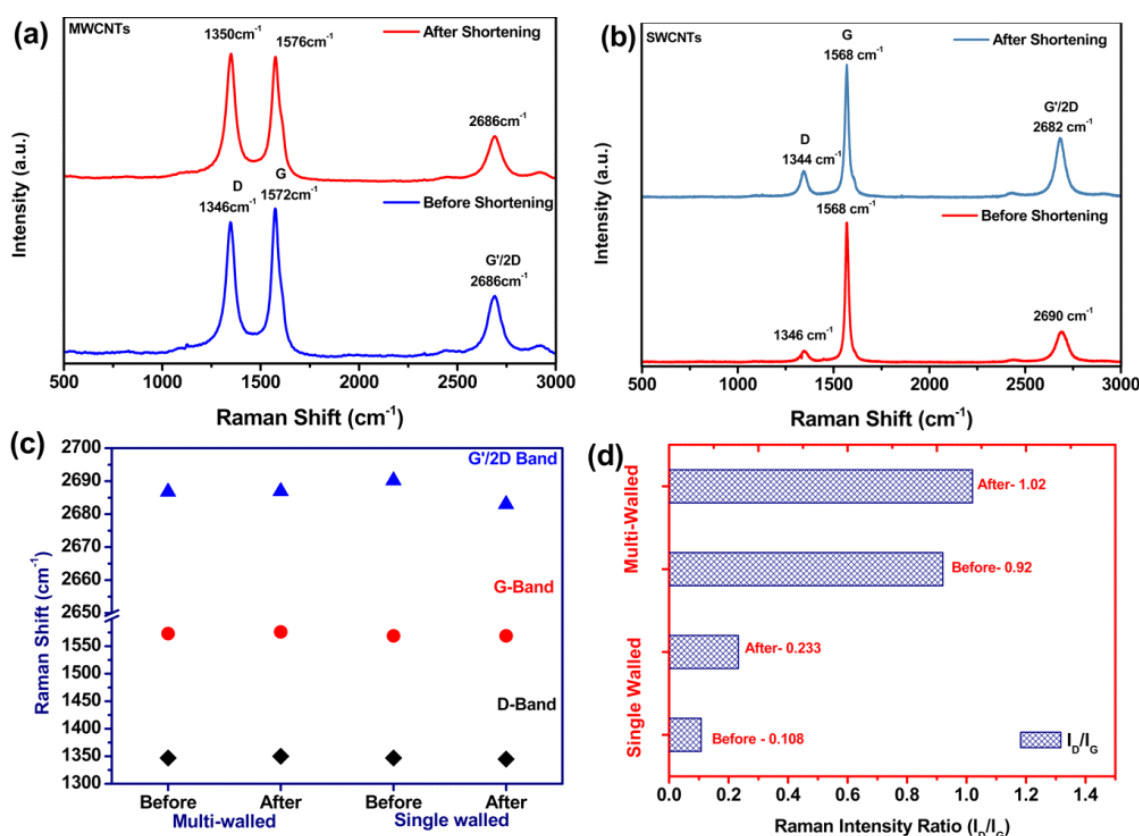 (a)
MWCNTs
1350cm-1
1576cm-1
After Shortening
2686cm-1
D
1346cm-1
G
1572cm-1
Before Shortening
G'/2D
2686cm-1
Intensity (a.u.)
500 1000 1500 2000 2500 3000
Raman Shift (cm-1)
(b)
SWCNTs
G
1568 cm-1
After Shortening
D
1344 cm-1
G'/2D
2682 cm-1
1568 cm-1
Before Shortening
1346 cm-1
2690 cm-1
Intensity (a.u.)
500 1000 1500 2000 2500 3000
Raman Shift (cm-1)
(c)
2700
2690
2680
2670
2660
2650
1550
1500
1450
1400
1350
1300
Raman Shift (cm-1)
G'/2D Band
G-Band
D-Band
Before After Before After
Multi-walled Single walled
(d)
Multi-Walled
Single Walled
After- 1.02
Before- 0.92
After- 0.233
Before - 0.108
ID/IG
0.0 0.2 0.4 0.6 0.8 1.0 1.2 1.4
Raman Intensity Ratio (ID/IG)